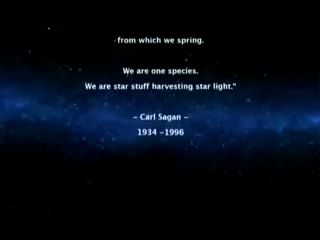 from which we spring.
We are one species.
We are star stuff harvesting star light."
– Carl Sagan –
1934 –1996